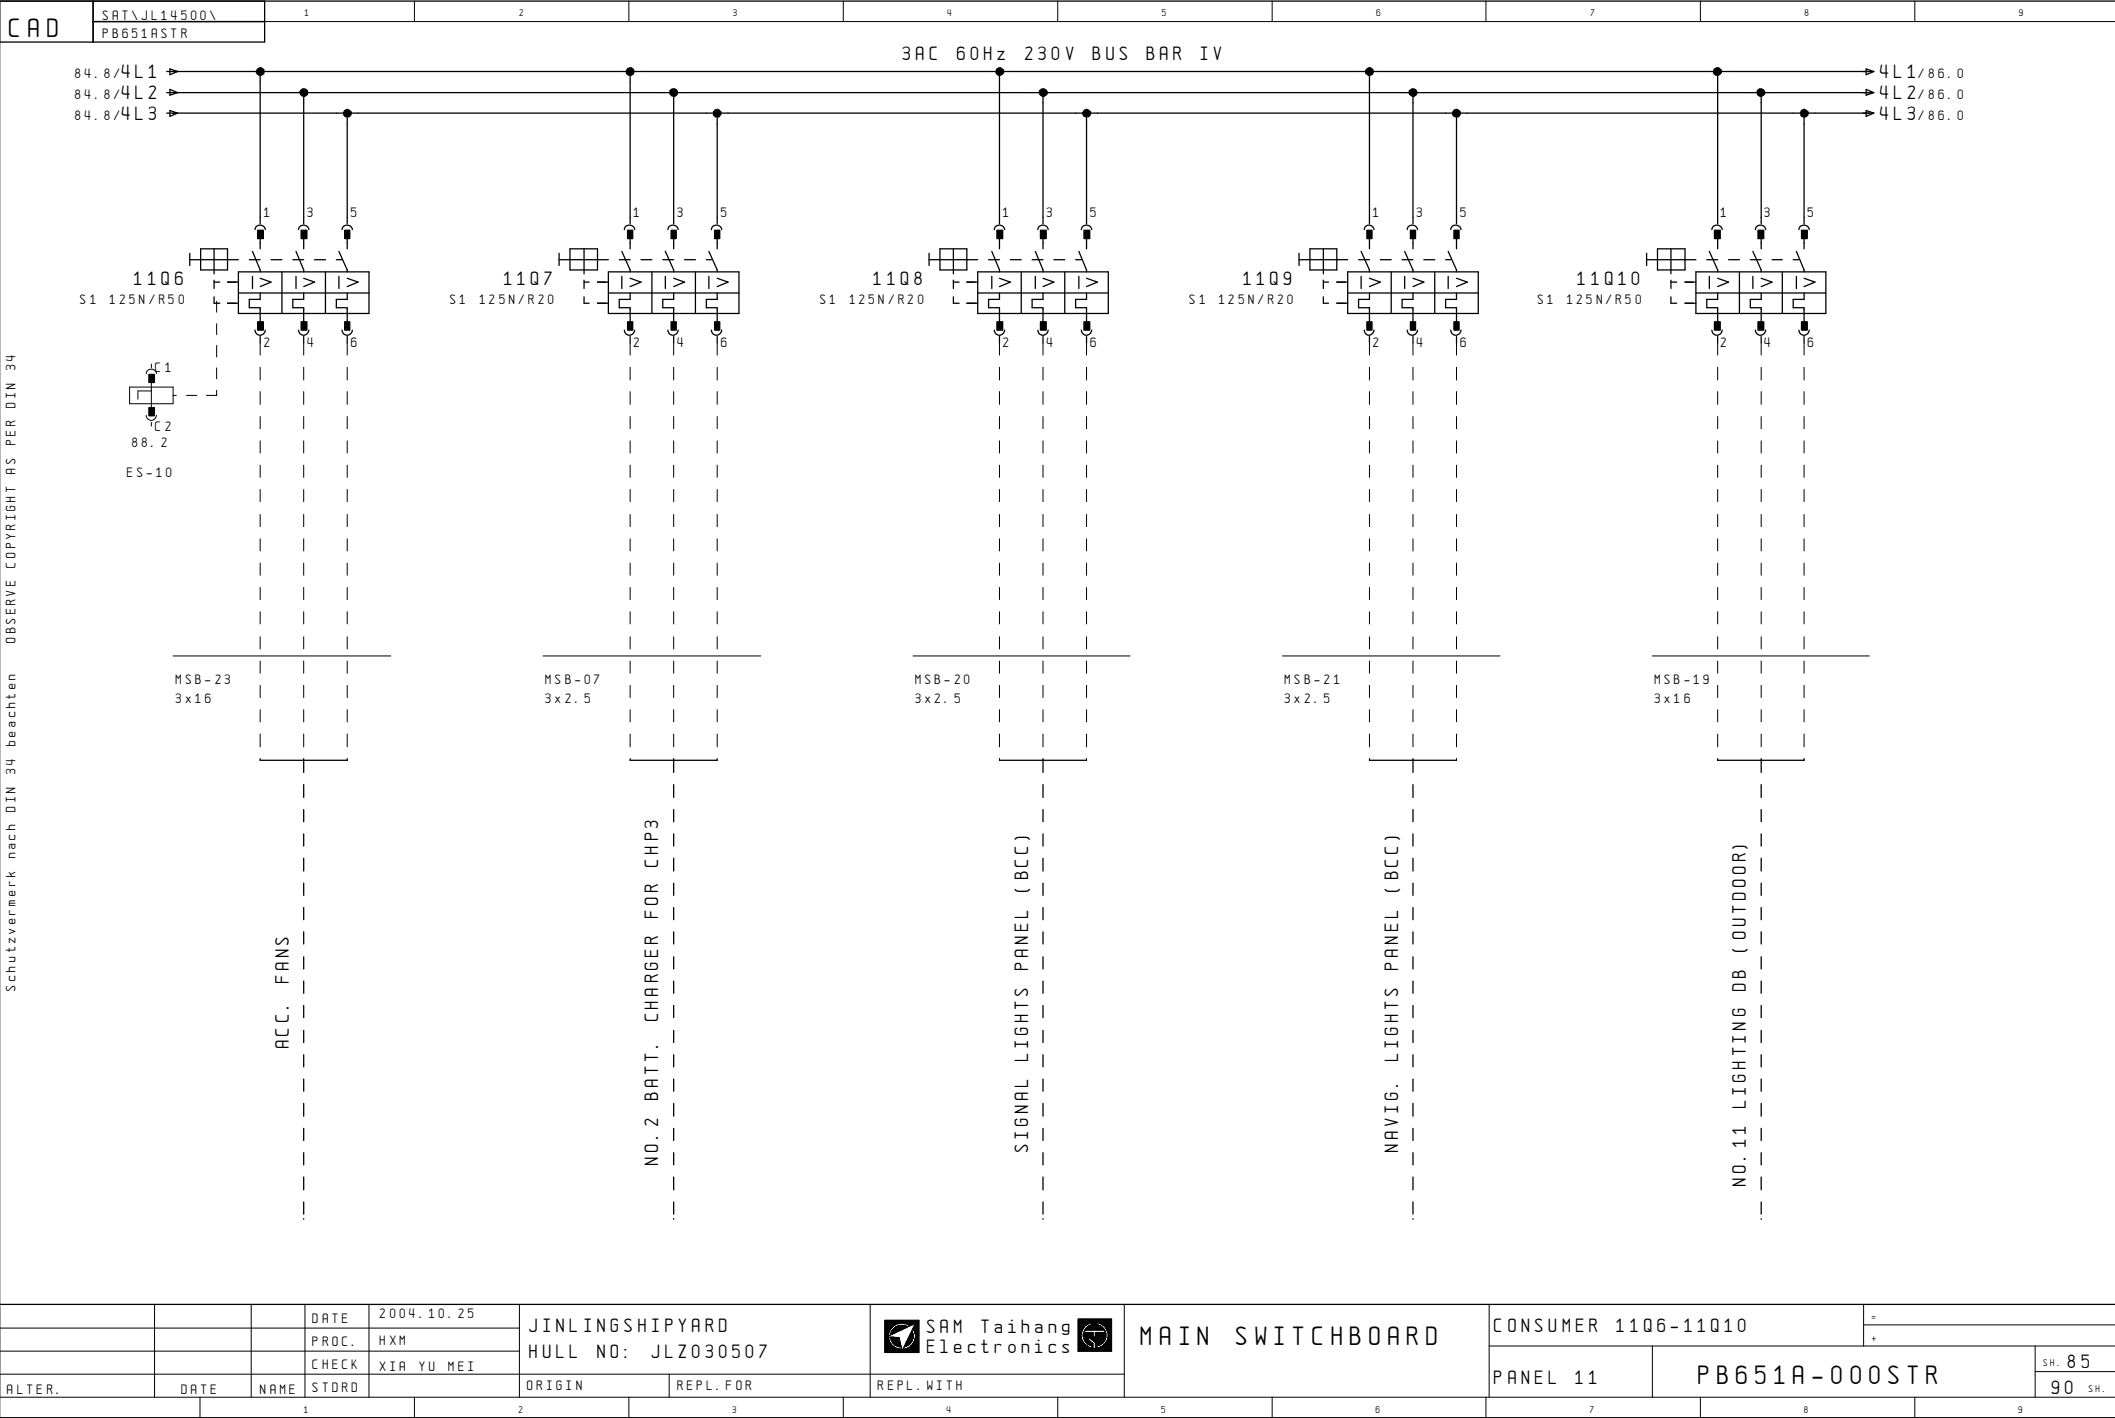 CAD
SAT\JL14500\
PB651ASTR
1 2 3 4 5 6 7 8 9
3AC 60Hz 230V BUS BAR IV
84.8/4L1
84.8/4L2
84.8/4L3
4L1/86.0
4L2/86.0
4L3/86.0
1 3 5
11Q6
S1 125N/R50
I> I> I>
2 4 6
C1
C2
88.2
ES-10
MSB-23
3x16
ACC. FANS
1 3 5
11Q7
S1 125N/R20
I> I> I>
2 4 6
MSB-07
3x2.5
NO.2 BATT. CHARGER FOR CHP3
1 3 5
11Q8
S1 125N/R20
I> I> I>
2 4 6
MSB-20
3x2.5
SIGNAL LIGHTS PANEL (BCC)
1 3 5
11Q9
S1 125N/R20
I> I> I>
2 4 6
MSB-21
3x2.5
NAVIG. LIGHTS PANEL (BCC)
1 3 5
11Q10
S1 125N/R50
I> I> I>
2 4 6
MSB-19
3x16
NO.11 LIGHTING DB (OUTDOOR)
Schutzvermerk nach DIN 34 beachten OBSERVE COPYRIGHT AS PER DIN 34
DATE 2004.10.25
PROC. HXM
CHECK XIA YU MEI
ALTER. DATE NAME STDRD
JINLINGSHIPYARD
HULL NO: JLZ030507
ORIGIN REPL.FOR REPL.WITH
SAM Taihang
Electronics
MAIN SWITCHBOARD
CONSUMER 11Q6-11Q10
=
+
PANEL 11
PB651A-000STR
SH. 85
90 SH.
1 2 3 4 5 6 7 8 9